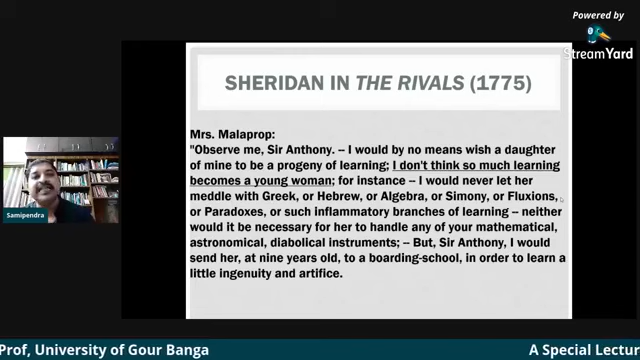 Powered by
StreamYard
SHERIDAN IN THE RIVALS (1775)
Mrs. Malaprop:
"Observe me, Sir Anthony. -- I would by no means wish a daughter
of mine to be a progeny of learning; I don't think so much learning
becomes a young woman; for instance -- I would never let her
meddle with Greek, or Hebrew, or Algebra, or Simony, or Fluxions,
or Paradoxes, or such inflammatory branches of learning -- neither
would it be necessary for her to handle any of your mathematical,
astronomical, diabolical instruments; -- But, Sir Anthony, I would
send her, at nine years old, to a boarding-school, in order to learn a
little ingenuity and artifice.
Samipendra
Prof, University of Gour Banga
A Special Lectur